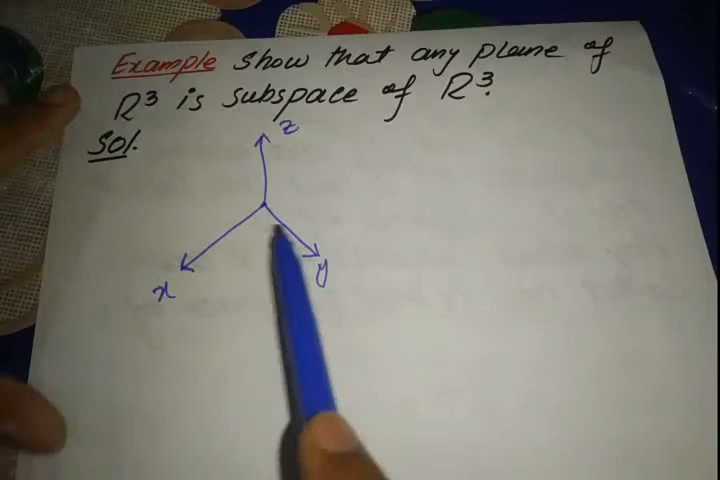 Example Show that any plane of
R³ is subspace of R³?
Sol.
z
x
y